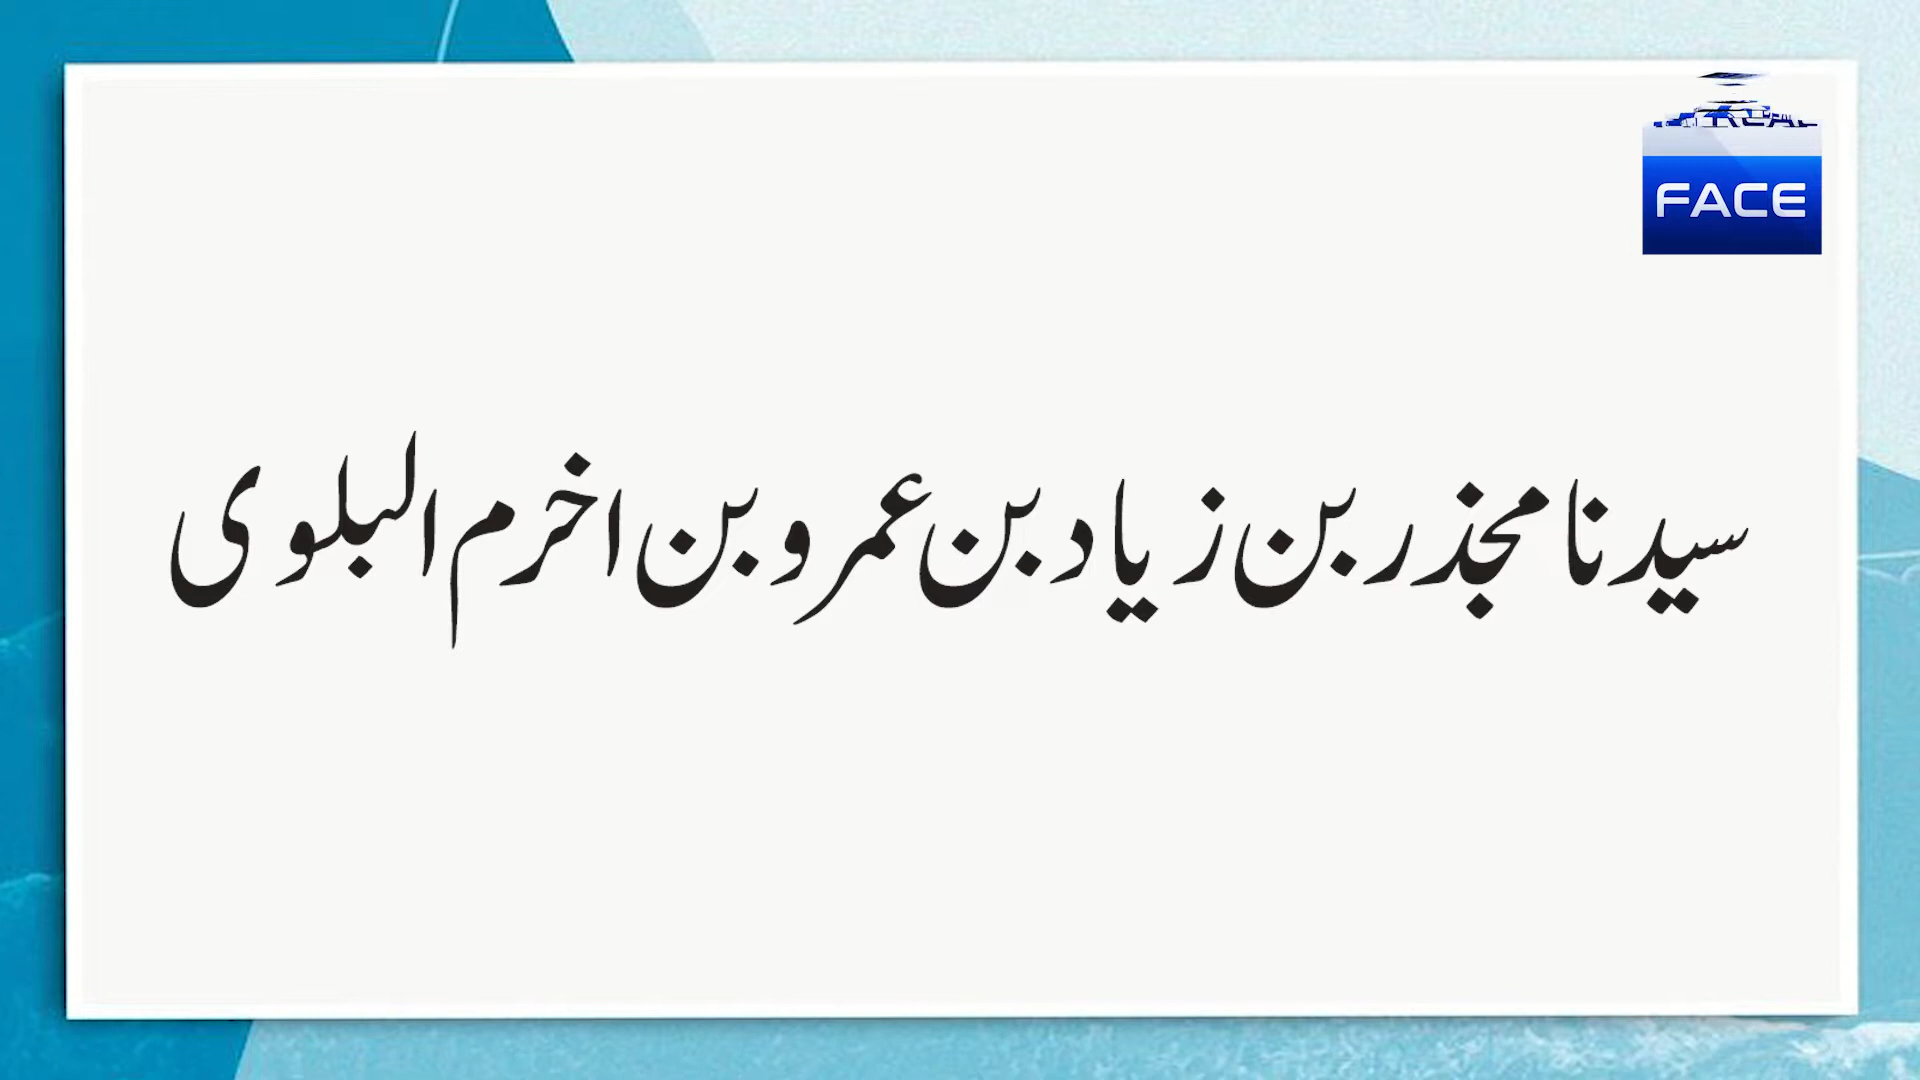 FACE
سیدنا مجذر بن زیاد بن عمرو بن اخرم البلوی